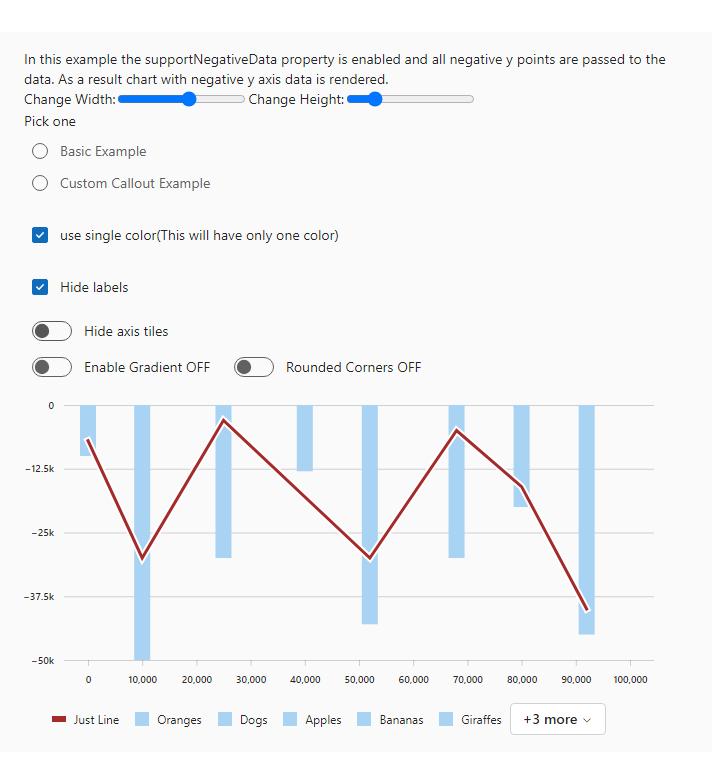 In this example the supportNegativeData property is enabled and all negative y points are passed to the
data. As a result chart with negative y axis data is rendered.
Change Width: Change Height:
Pick one
Basic Example
Custom Callout Example
use single color(This will have only one color)
Hide labels
Hide axis tiles
Enable Gradient OFF Rounded Corners OFF
0
−12.5k
−25k
−37.5k
−50k
0 10,000 20,000 30,000 40,000 50,000 60,000 70,000 80,000 90,000 100,000
Just Line Oranges Dogs Apples Bananas Giraffes +3 more